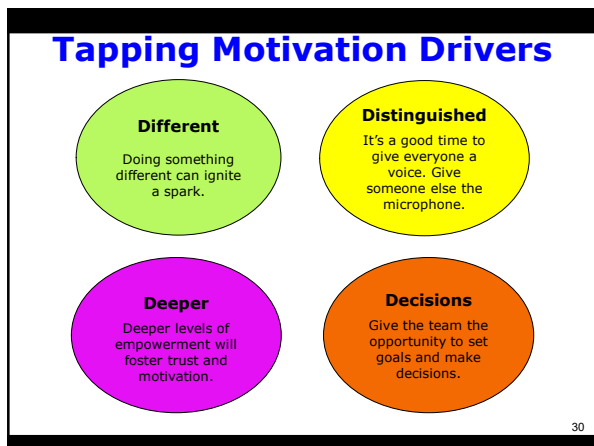 Tapping Motivation Drivers
Different
Doing something
different can ignite
a spark.
Distinguished
It's a good time to
give everyone a
voice. Give
someone else the
microphone.
Deeper
Deeper levels of
empowerment will
foster trust and
motivation.
Decisions
Give the team the
opportunity to set
goals and make
decisions.
30